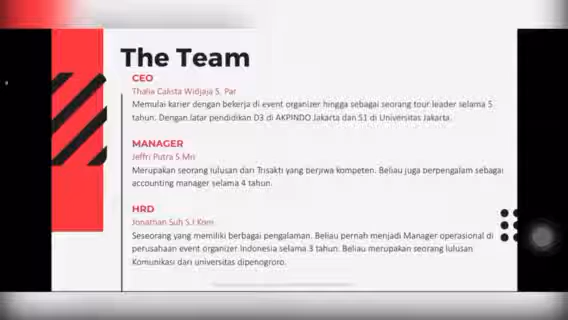 The Team
CEO
Thalia Calista Widjaja S. Par
Memulai karier dengan bekerja di event organizer hingga sebagai seorang tour leader selama 5
tahun. Dengan latar pendidikan D3 di AKPINDO Jakarta dan S1 di Universitas Jakarta.
MANAGER
Jeffri Putra S.Mn
Merupakan seorang lulusan dari Trisakti yang berjiwa kompeten. Beliau juga berpengalam sebagai
accounting manager selama 4 tahun.
HRD
Jonathan Suh S.I.Kom
Seseorang yang memiliki berbagai pengalaman. Beliau pernah menjadi Manager operasional di
perusahaan event organizer Indonesia selama 3 tahun. Beliau merupakan seorang lulusan
Komunikasi dari universitas dipenogroro.